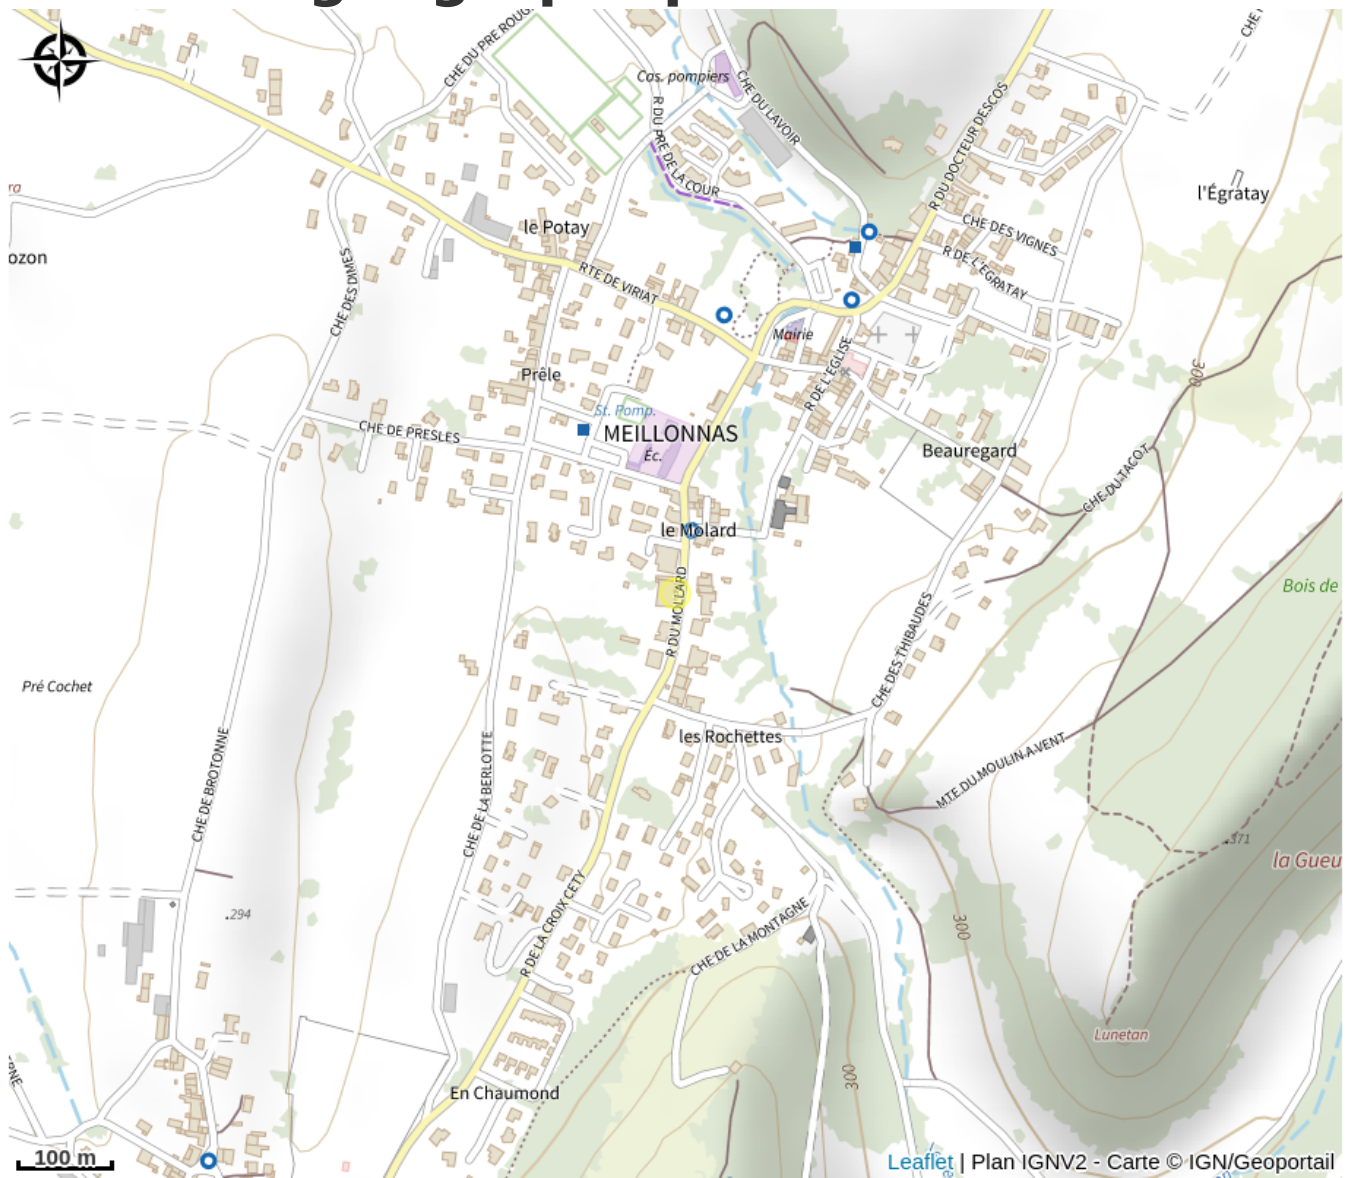 CHE DU PRE ROUG
Cas. pompiers
CHE DU LAVOIR
R DU PRE DE LA COUR
R DU DOCTEUR DESCOS
l'Égratay
le Potay
CHE DES VIGNES
R DE L'EGRATAY
ozon
CHE DES DIMES
RTE DE VIRIAT
Mairie
R DE L'EGLISE
300
Prêle
St. Pomp.
CHE DE PRESLES
MEILLONNAS
Éc.
Beauregard
CHE DU TACOT
le Molard
R DU MOLLARD
Bois de
CHE DES THIBAUDES
Pré Cochet
les Rochettes
CHE DE BROTONNE
CHE DE LA BERLOTTE
MTE DU MOULIN A VENT
371
la Gueu
R DE LA CROIX CETY
CHE DE LA MONTAGNE
.294
300
Lunetan
300
En Chaumond
100 m
Leaflet | Plan IGNV2 - Carte © IGN/Geoportail